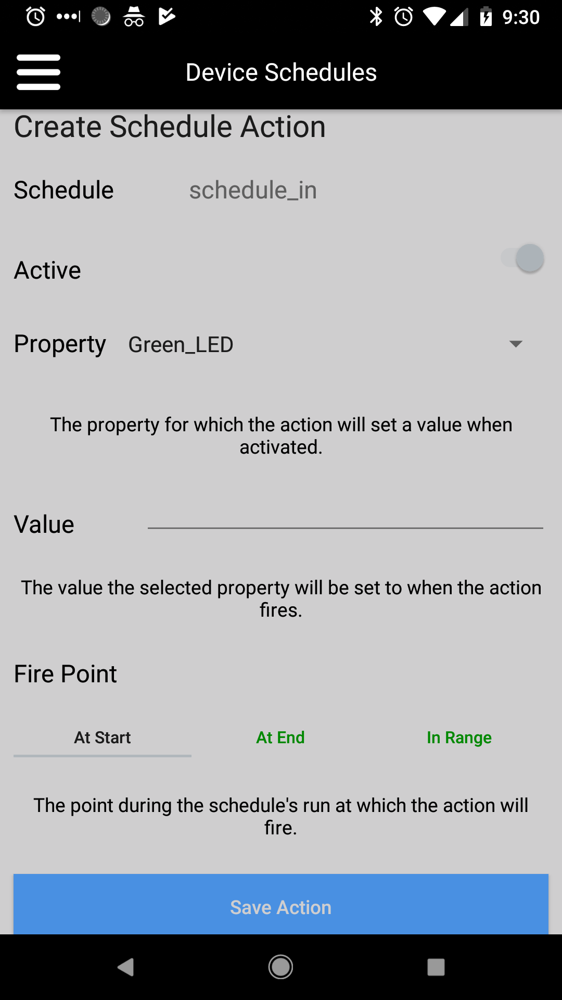 9:30
Device Schedules
Create Schedule Action
Schedule schedule_in
Active
Property Green_LED
The property for which the action will set a value when
activated.
Value
The value the selected property will be set to when the action
fires.
Fire Point
At Start At End In Range
The point during the schedule's run at which the action will
fire.
Save Action